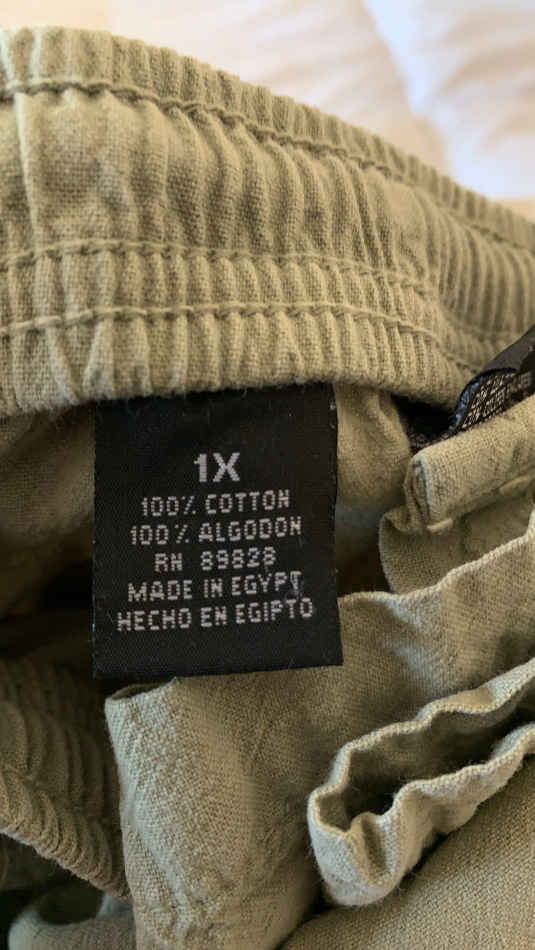 1X
100% COTTON
100% ALGODON
RN 89828
MADE IN EGYPT
HECHO EN EGIPTO